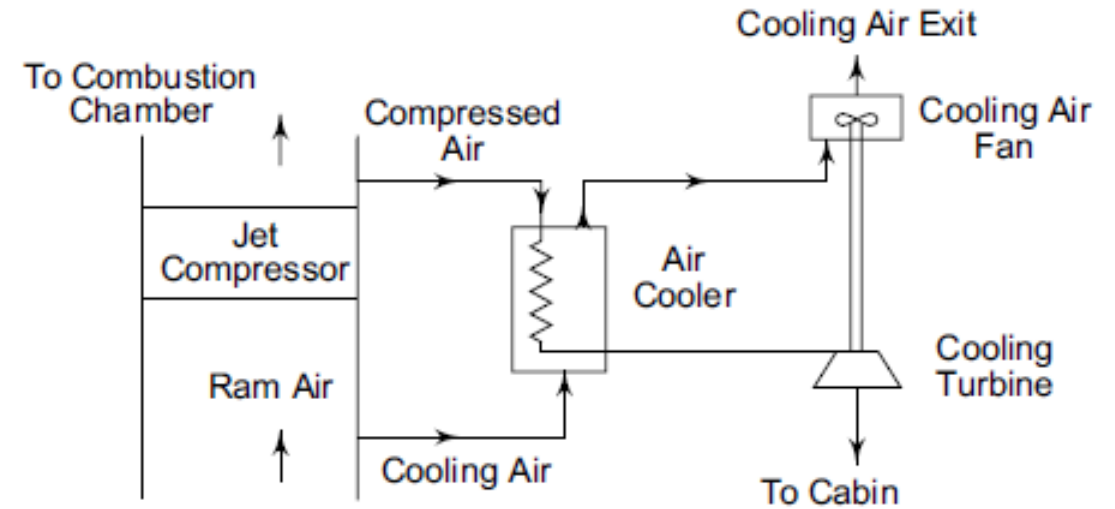 Cooling Air Exit
To Combustion
Chamber
Compressed
Air
Cooling Air
Fan
Jet
Compressor
Air
Cooler
Ram Air
Cooling
Turbine
Cooling Air
To Cabin